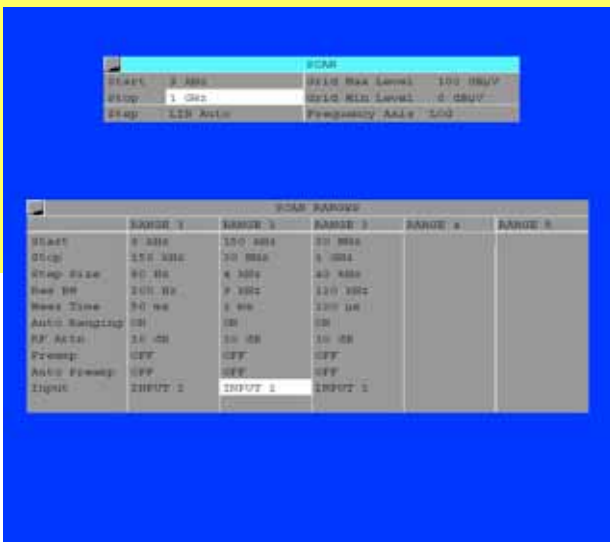 SCAN
Start 9 kHz Grid Max Level 100 dBµV
Stop 1 GHz Grid Min Level 0 dBµV
Step LIN Auto Frequency Axis LOG
SCAN RANGES
RANGE 1 RANGE 2 RANGE 3 RANGE 4 RANGE 5
Start 9 kHz 150 kHz 30 MHz
Stop 150 kHz 30 MHz 1 GHz
Step Size 80 Hz 4 kHz 40 kHz
Res BW 200 Hz 9 kHz 120 kHz
Meas Time 50 ms 1 ms 100 µs
Auto Ranging ON ON ON
RF Attn 10 dB 10 dB 10 dB
Preamp OFF OFF OFF
Auto Preamp OFF OFF OFF
Input INPUT 1 INPUT 1 INPUT 1